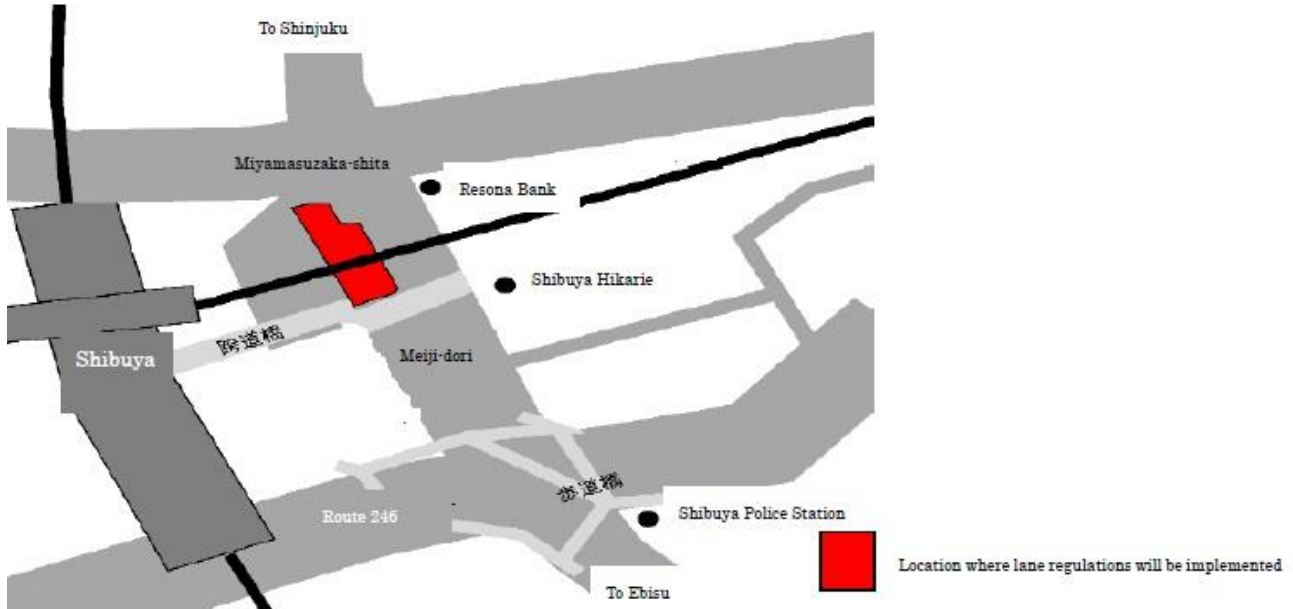 To Shinjuku
Miyamasuzaka-shita
Resona Bank
Shibuya Hikarie
跨道橋
Shibuya
Meiji-dori
歩道橋
Route 246
Shibuya Police Station
Location where lane regulations will be implemented
To Ebisu